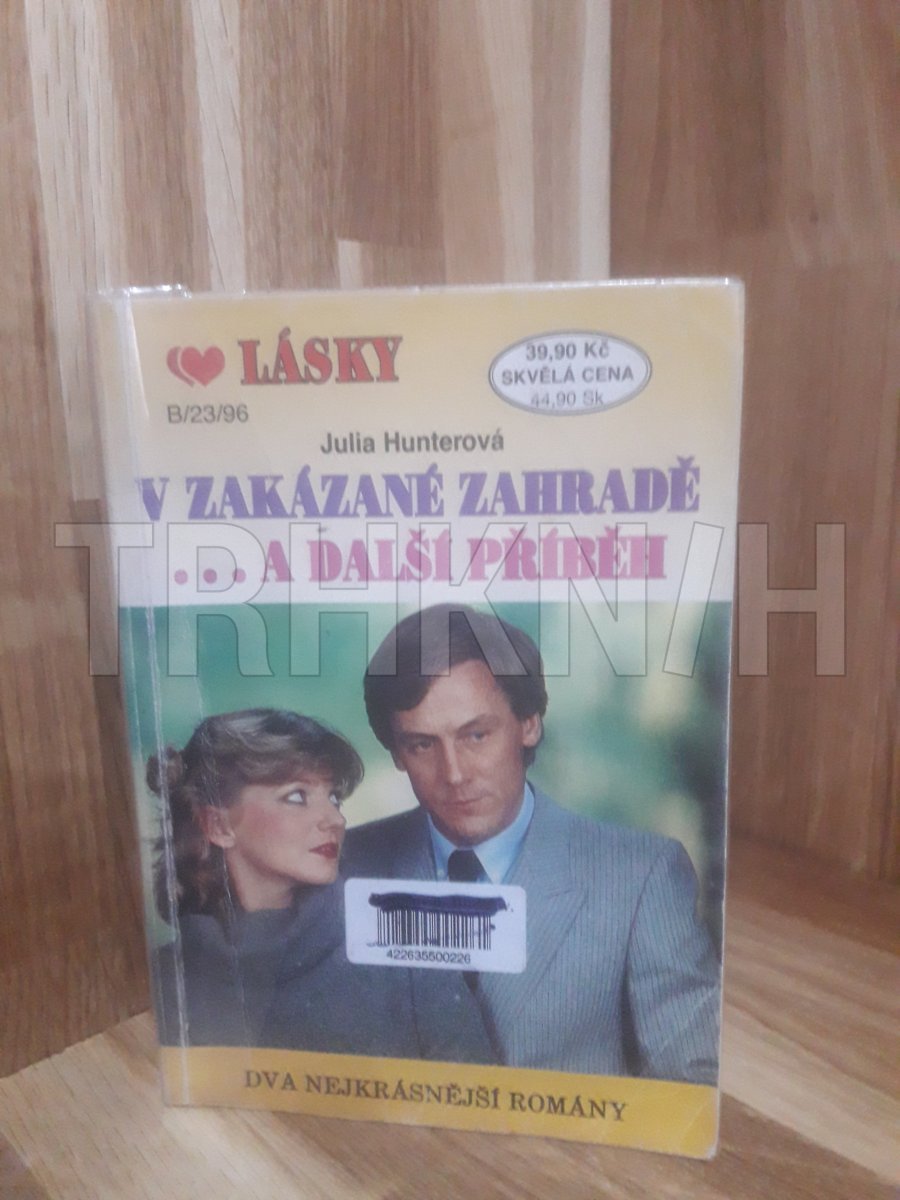 LÁSKY
B/23/96
39,90 Kč
SKVĚLÁ CENA
44,90 Sk
Julia Hunterová
V ZAKÁZANÉ ZAHRADĚ
...A DALŠÍ PŘÍBĚH
TRHKNIH
422635500226
DVA NEJKRÁSNĚJŠÍ ROMÁNY